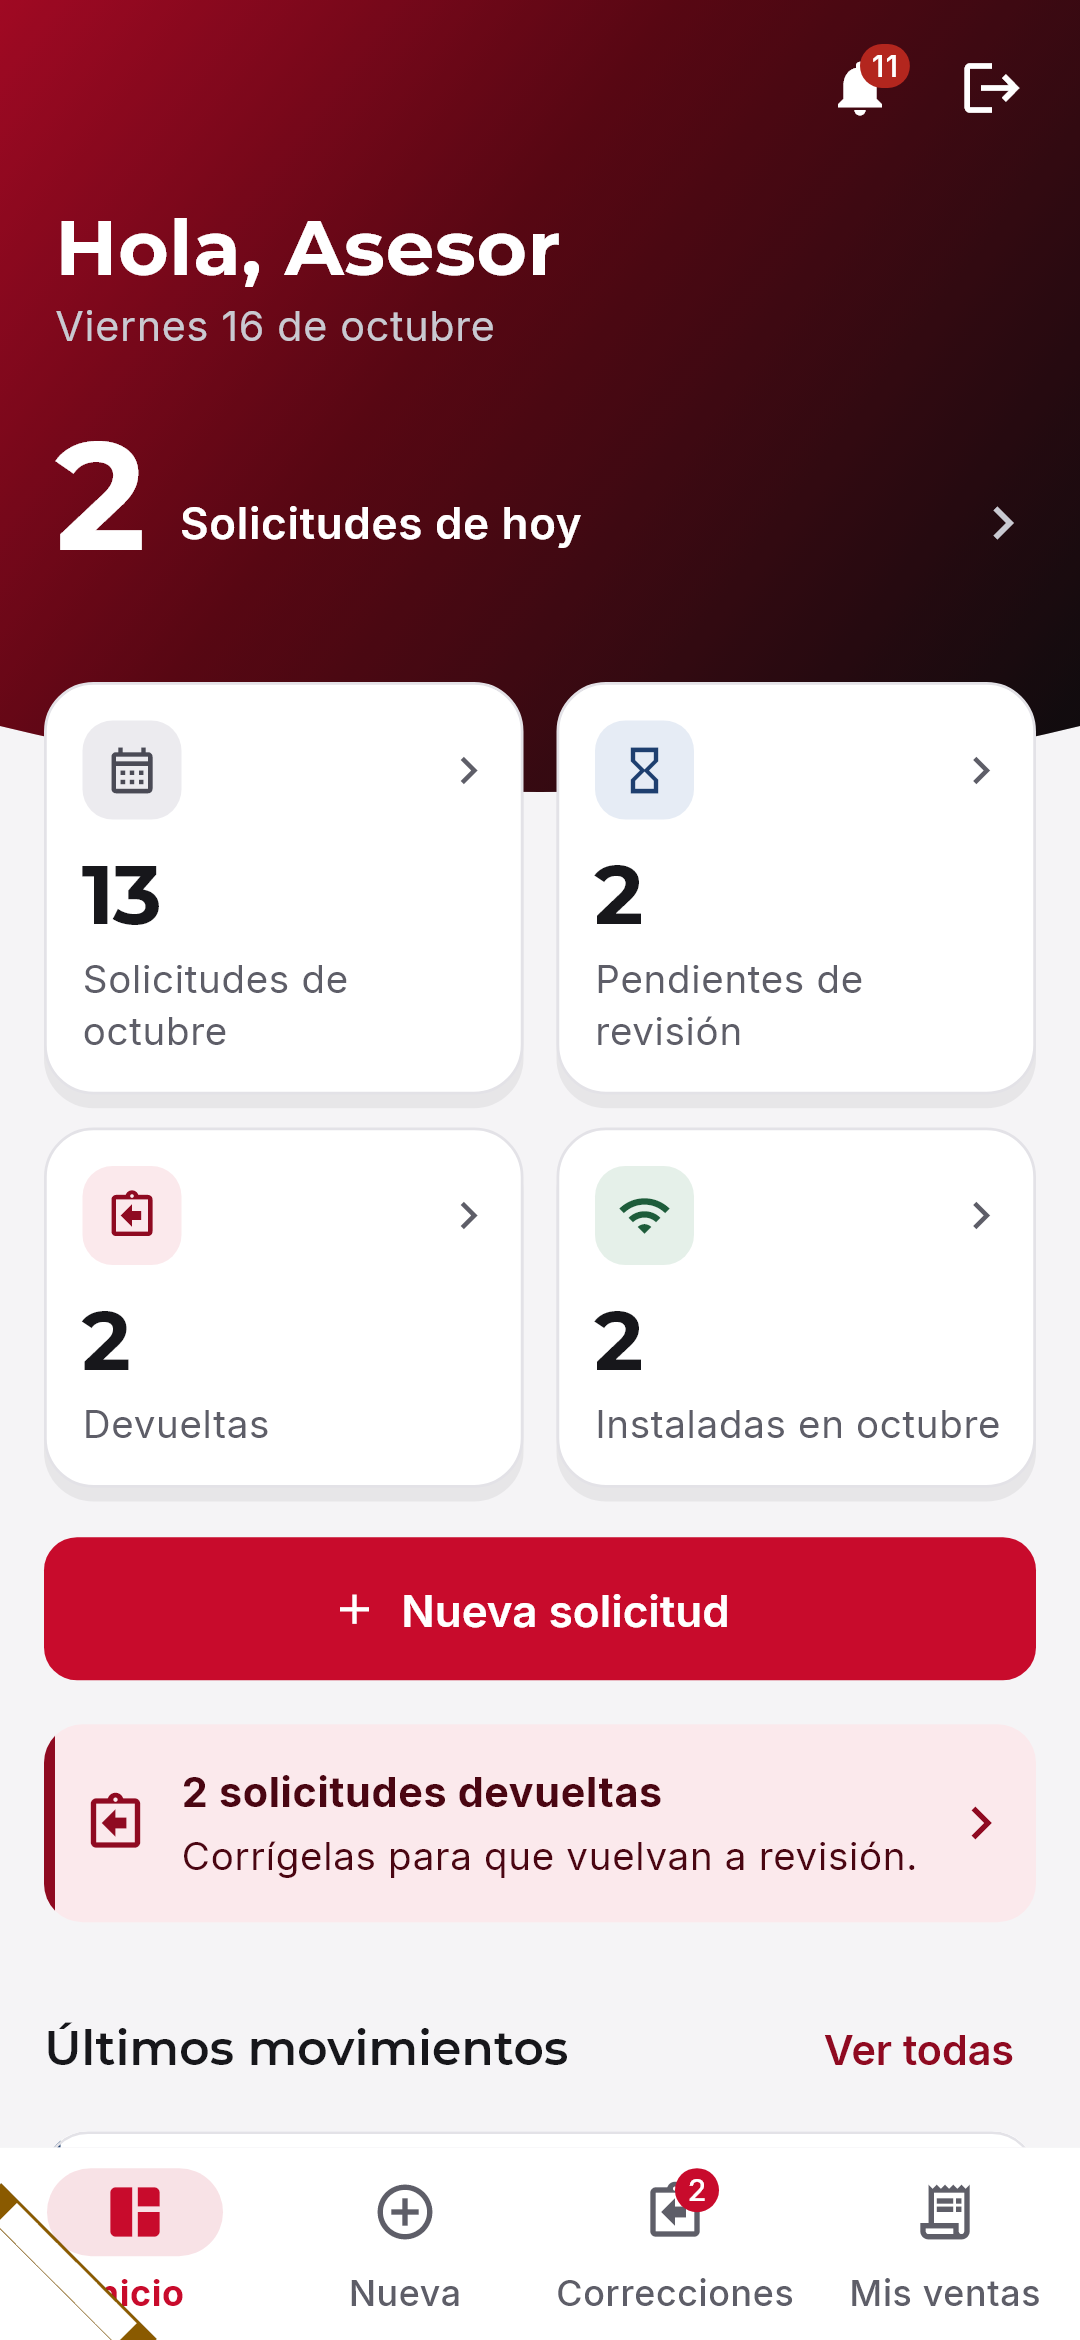 11
Hola, Asesor
Viernes 16 de octubre
2 Solicitudes de hoy
13
Solicitudes de
octubre
2
Pendientes de
revisión
2
Devueltas
2
Instaladas en octubre
+ Nueva solicitud
2 solicitudes devueltas
Corrígelas para que vuelvan a revisión.
Últimos movimientos
Ver todas
2
Nueva
Correcciones
Mis ventas